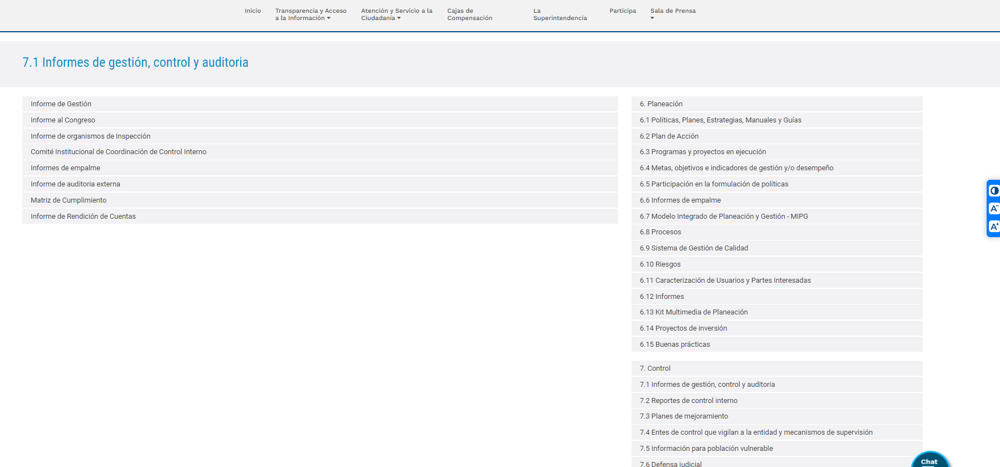 Inicio
Transparencia y Acceso
a la Información
Atención y Servicio a la
Ciudadanía
Cajas de
Compensación
La
Superintendencia
Participa
Sala de Prensa
7.1 Informes de gestión, control y auditoria
Informe de Gestión
Informe al Congreso
Informe de organismos de Inspección
Comité Institucional de Coordinación de Control Interno
Informes de empalme
Informe de auditoria externa
Matriz de Cumplimiento
Informe de Rendición de Cuentas
6. Planeación
6.1 Políticas, Planes, Estrategias, Manuales y Guías
6.2 Plan de Acción
6.3 Programas y proyectos en ejecución
6.4 Metas, objetivos e indicadores de gestión y/o desempeño
6.5 Participación en la formulación de políticas
6.6 Informes de empalme
6.7 Modelo Integrado de Planeación y Gestión - MIPG
6.8 Procesos
6.9 Sistema de Gestión de Calidad
6.10 Riesgos
6.11 Caracterización de Usuarios y Partes Interesadas
6.12 Informes
6.13 Kit Multimedia de Planeación
6.14 Proyectos de inversión
6.15 Buenas prácticas
7. Control
7.1 Informes de gestión, control y auditoria
7.2 Reportes de control interno
7.3 Planes de mejoramiento
7.4 Entes de control que vigilan a la entidad y mecanismos de supervisión
7.5 Información para población vulnerable
7.6 Defensa judicial
A-
A+
Chat